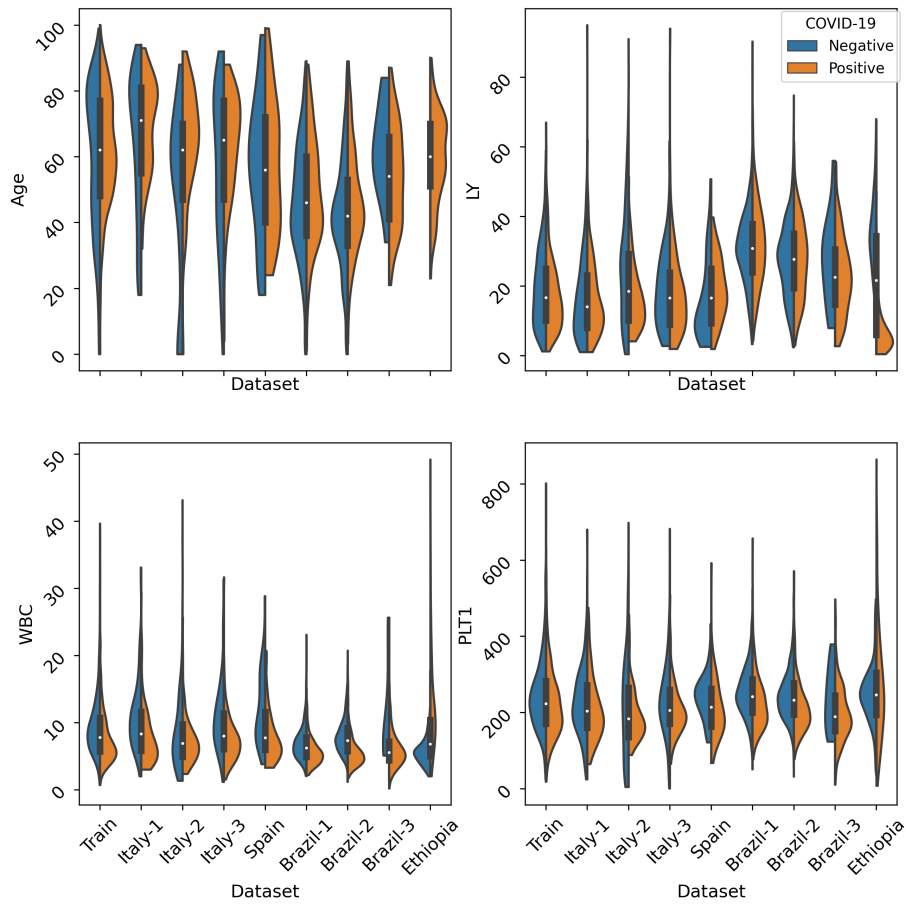 100
80
60
40
20
0
Age
Dataset
80
60
40
20
0
LY
Dataset
COVID-19
Negative
Positive
50
40
30
20
10
0
WBC
Train
Italy-1
Italy-2
Italy-3
Spain
Brazil-1
Brazil-2
Brazil-3
Ethiopia
Dataset
800
600
400
200
0
PLT1
Train
Italy-1
Italy-2
Italy-3
Spain
Brazil-1
Brazil-2
Brazil-3
Ethiopia
Dataset